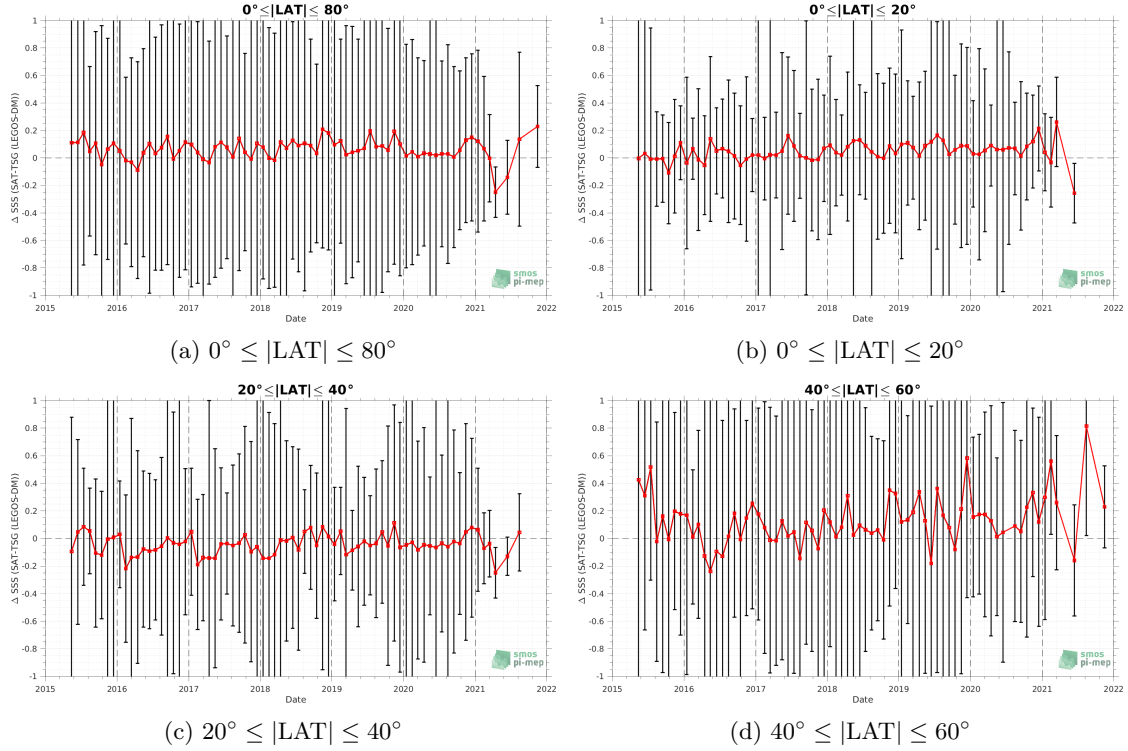 0°≤|LAT|≤ 80°
Δ SSS (SAT-TSG (LEGOS-DM))
1
0.8
0.6
0.4
0.2
0
-0.2
-0.4
-0.6
-0.8
-1
2015 2016 2017 2018 2019 2020 2021 2022
Date
smos
pi-mep
(a) 0° ≤ |LAT| ≤ 80°
0°≤|LAT|≤ 20°
Δ SSS (SAT-TSG (LEGOS-DM))
1
0.8
0.6
0.4
0.2
0
-0.2
-0.4
-0.6
-0.8
-1
2015 2016 2017 2018 2019 2020 2021 2022
Date
smos
pi-mep
(b) 0° ≤ |LAT| ≤ 20°
20°≤|LAT|≤ 40°
Δ SSS (SAT-TSG (LEGOS-DM))
1
0.8
0.6
0.4
0.2
0
-0.2
-0.4
-0.6
-0.8
-1
2015 2016 2017 2018 2019 2020 2021 2022
Date
smos
pi-mep
(c) 20° ≤ |LAT| ≤ 40°
40°≤|LAT|≤ 60°
Δ SSS (SAT-TSG (LEGOS-DM))
1
0.8
0.6
0.4
0.2
0
-0.2
-0.4
-0.6
-0.8
-1
2015 2016 2017 2018 2019 2020 2021 2022
Date
smos
pi-mep
(d) 40° ≤ |LAT| ≤ 60°